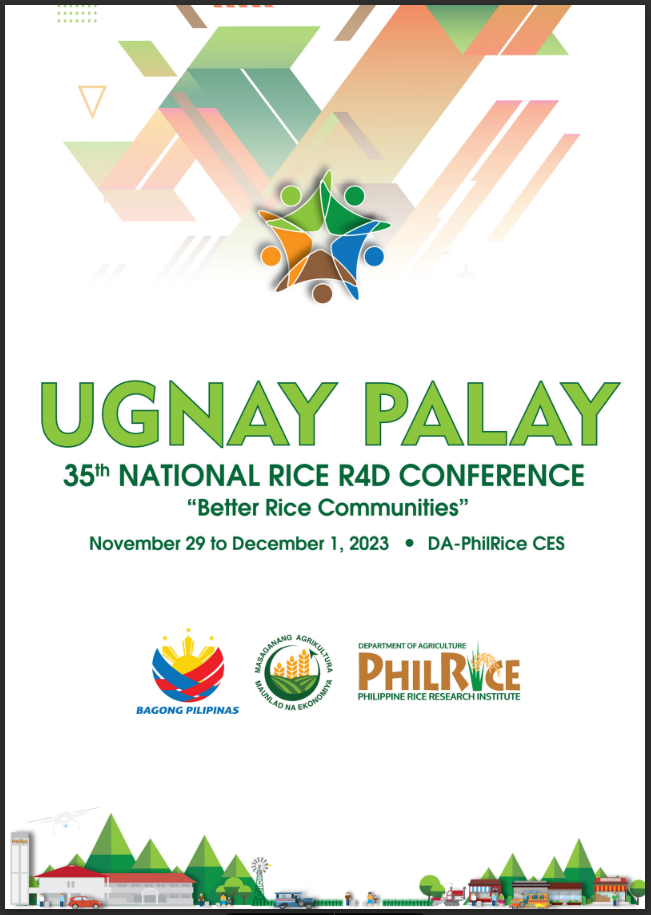 UGNAY PALAY
35th NATIONAL RICE R4D CONFERENCE
“Better Rice Communities”
November 29 to December 1, 2023 • DA-PhilRice CES
BAGONG PILIPINAS
MASAGANANG AGRIKULTURA
MAUNLAD NA EKONOMIYA
DEPARTMENT OF AGRICULTURE
PHILRICE
PHILIPPINE RICE RESEARCH INSTITUTE
PhilRice